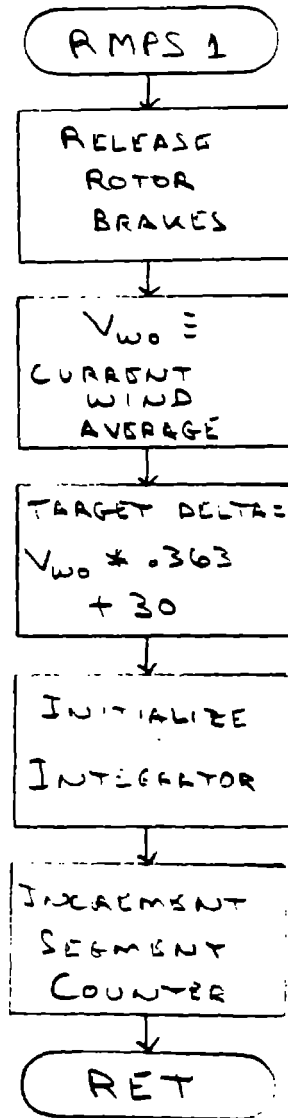 RMPS 1
RELEASE
ROTOR
BRAKES
Vwo ≡
CURRENT
WIND
AVERAGE
TARGET DELTA =
Vwo * .363
+ 30
INITIALIZE
INTEGRATOR
INCREMENT
SEGMENT
COUNTER
RET